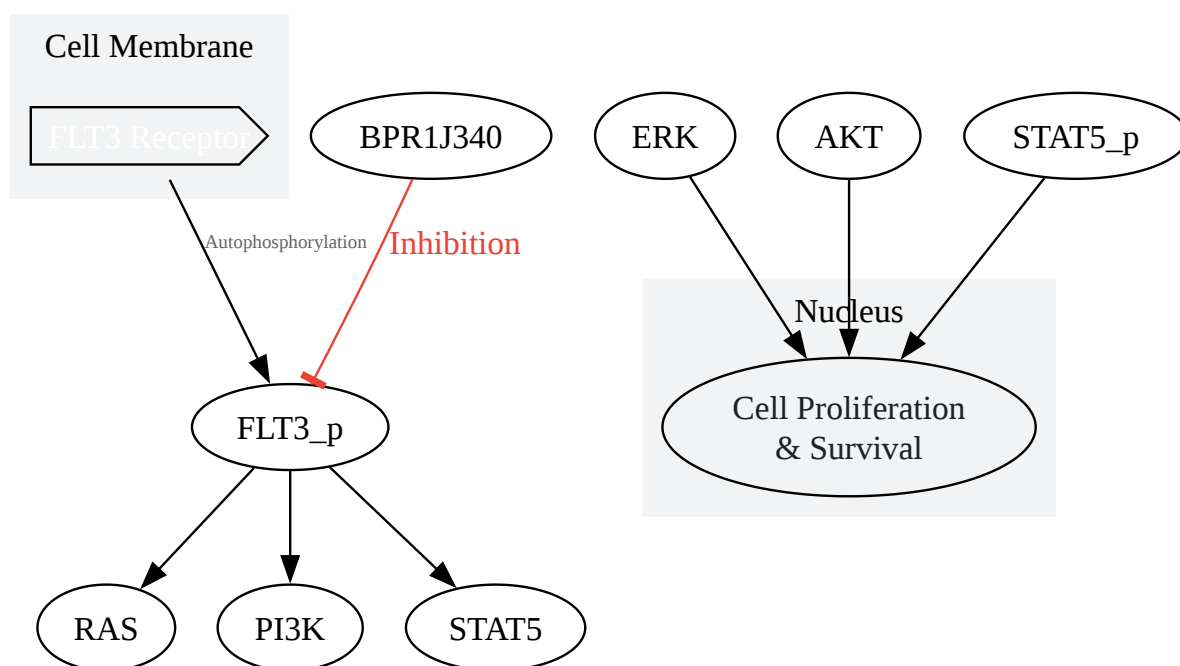 Cell Membrane
FLT3 Receptor
BPR1J340
ERK
AKT
STAT5_p
Autophosphorylation
Inhibition
Nucleus
Cell Proliferation
& Survival
FLT3_p
RAS
PI3K
STAT5